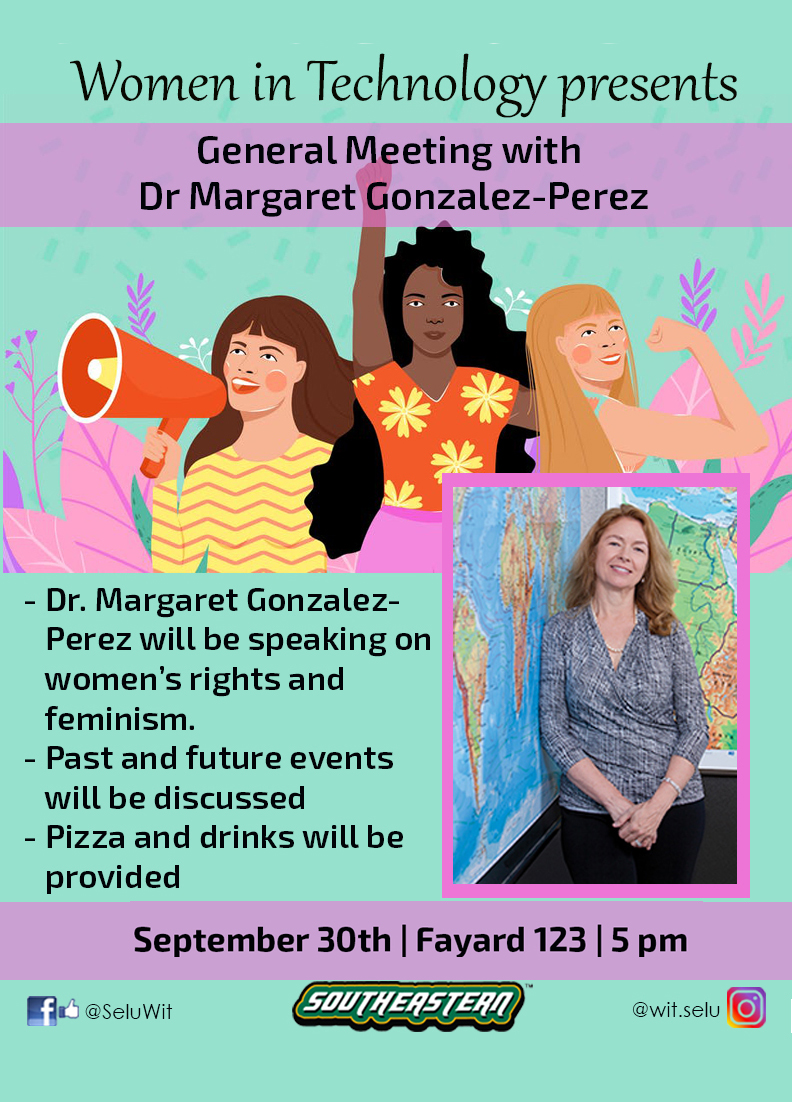 Women in Technology presents
General Meeting with
Dr Margaret Gonzalez-Perez
- Dr. Margaret Gonzalez-
Perez will be speaking on
women's rights and
feminism.
- Past and future events
will be discussed
- Pizza and drinks will be
provided
September 30th | Fayard 123 | 5 pm
@SeluWit
SOUTHEASTERN™
@wit.selu